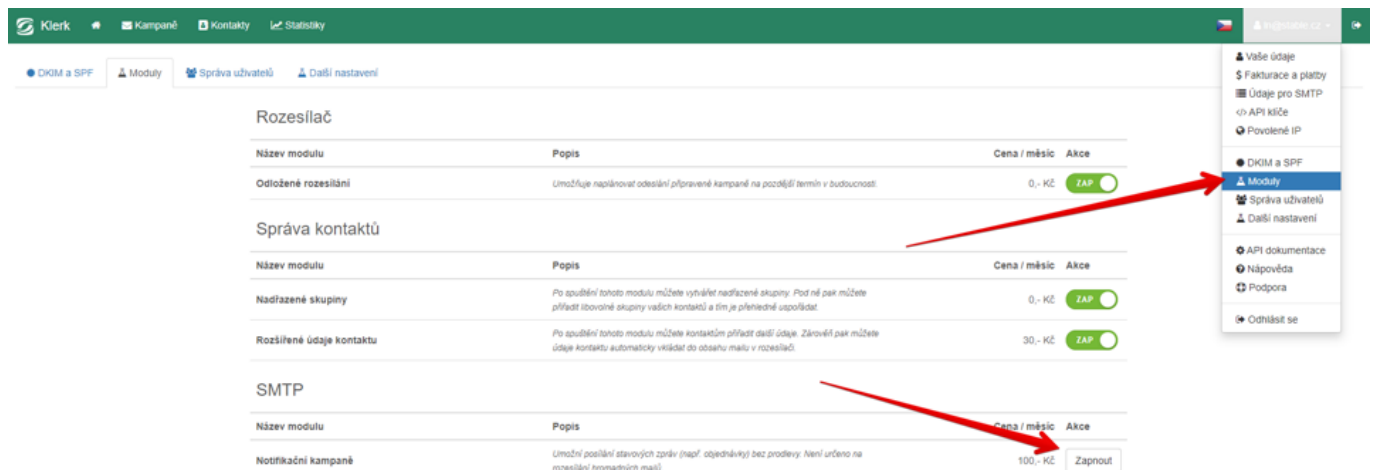 Klerk Kampaně Kontakty Statistiky
DKIM a SPF Moduly Správa uživatelů Další nastavení
Vaše údaje
Fakturace a platby
Údaje pro SMTP
API klíče
Povolené IP
DKIM a SPF
Moduly
Správa uživatelů
Další nastavení
API dokumentace
Nápověda
Podpora
Odhlásit se
Rozesílač
Název modulu Popis Cena / měsíc Akce
Odložené rozesílání Umožňuje naplánovat odeslání připravené kampaně na pozdější termín v budoucnosti. 0,- Kč ZAP
Správa kontaktů
Název modulu Popis Cena / měsíc Akce
Nadřazené skupiny Po spuštění tohoto modulu můžete vytvářet nadřazené skupiny. Pod ně pak můžete 0,- Kč ZAP
přiřadit libovolné skupiny vašich kontaktů a tím je přehledně uspořádat.
Rozšířené údaje kontaktu Po spuštění tohoto modulu můžete kontaktům přiřadit další údaje. Zároveň pak můžete 30,- Kč ZAP
údaje kontaktu automaticky vkládat do obsahu mailu v rozesílači.
SMTP
Název modulu Popis Cena / měsíc Akce
Notifikační kampaně Umožní posílání stavových zpráv (např. objednávky) bez prodlevy. Není určeno na 100,- Kč Zapnout
rozesílání hromadných mailů.